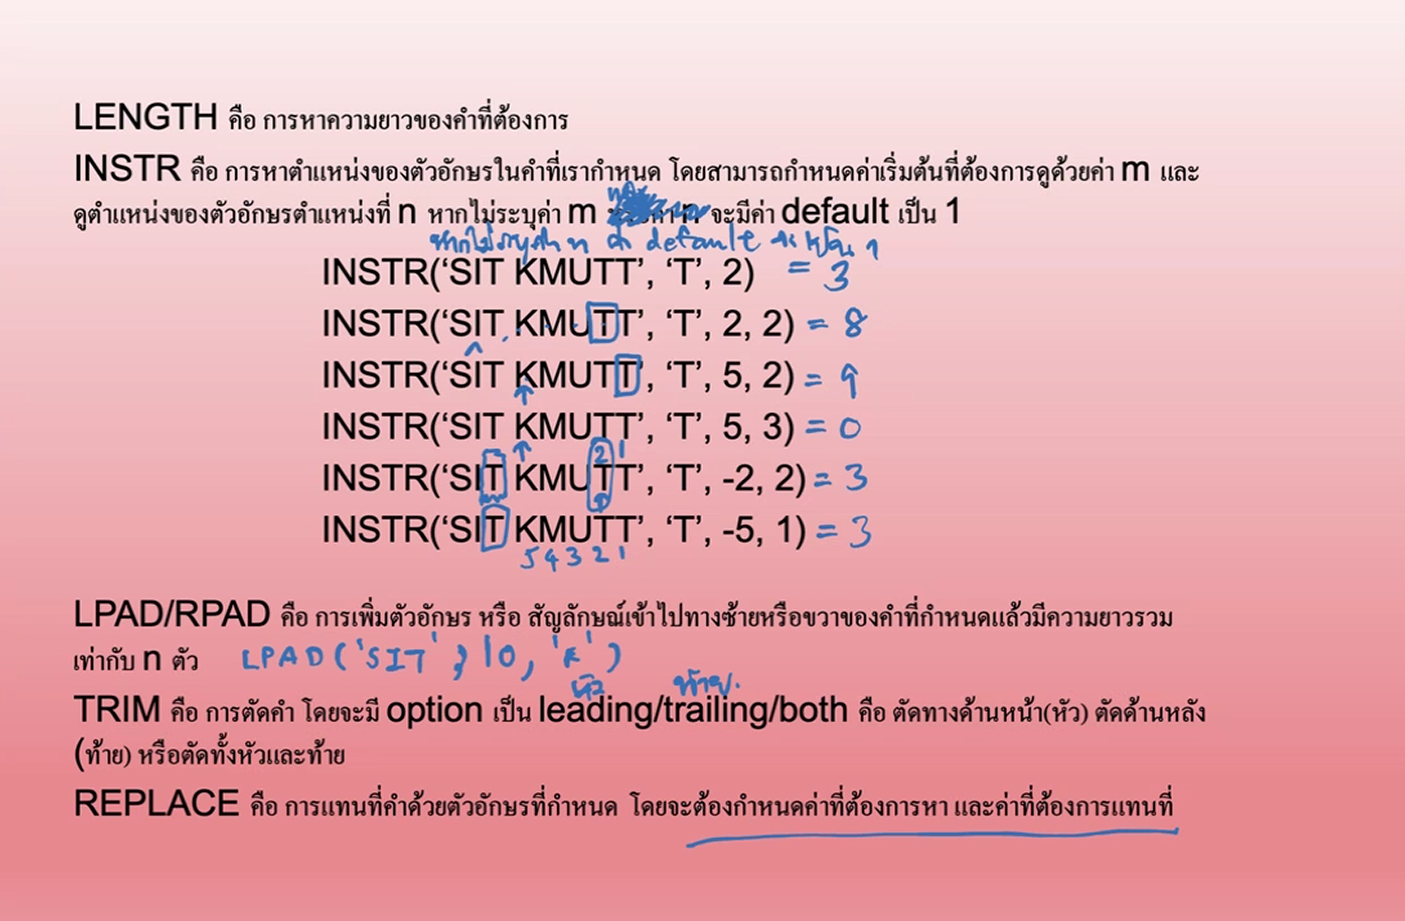 LENGTH คือ การหาความยาวของคำที่ต้องการ
INSTR คือ การหาตำแหน่งของตัวอักษรในคำที่เรากำหนด โดยสามารถกำหนดค่าเริ่มต้นที่ต้องการดูด้วยค่า m และ
ดูตำแหน่งของตัวอักษรตำแหน่งที่ n หากไม่ระบุค่า m จะมีค่า default เป็น 1
หากไม่ระบุค่า n ค่า default จะเป็น 1
INSTR(‘SIT KMUTT’, ‘T’, 2) = 3
INSTR(‘SIT KMUTT’, ‘T’, 2, 2) = 8
INSTR(‘SIT KMUTT’, ‘T’, 5, 2) = 9
INSTR(‘SIT KMUTT’, ‘T’, 5, 3) = 0
2 1
INSTR(‘SIT KMUTT’, ‘T’, -2, 2) = 3
INSTR(‘SIT KMUTT’, ‘T’, -5, 1) = 3
5 4 3 2 1
LPAD/RPAD คือ การเพิ่มตัวอักษร หรือ สัญลักษณ์เข้าไปทางซ้ายหรือขวาของคำที่กำหนดแล้วมีความยาวรวม
เท่ากับ n ตัว LPAD('SIT', 10, '*')
หัว ท้าย
TRIM คือ การตัดคำ โดยจะมี option เป็น leading/trailing/both คือ ตัดทางด้านหน้า(หัว) ตัดด้านหลัง
(ท้าย) หรือตัดทั้งหัวและท้าย
REPLACE คือ การแทนที่คำด้วยตัวอักษรที่กำหนด โดยจะต้องกำหนดค่าที่ต้องการหา และค่าที่ต้องการแทนที่